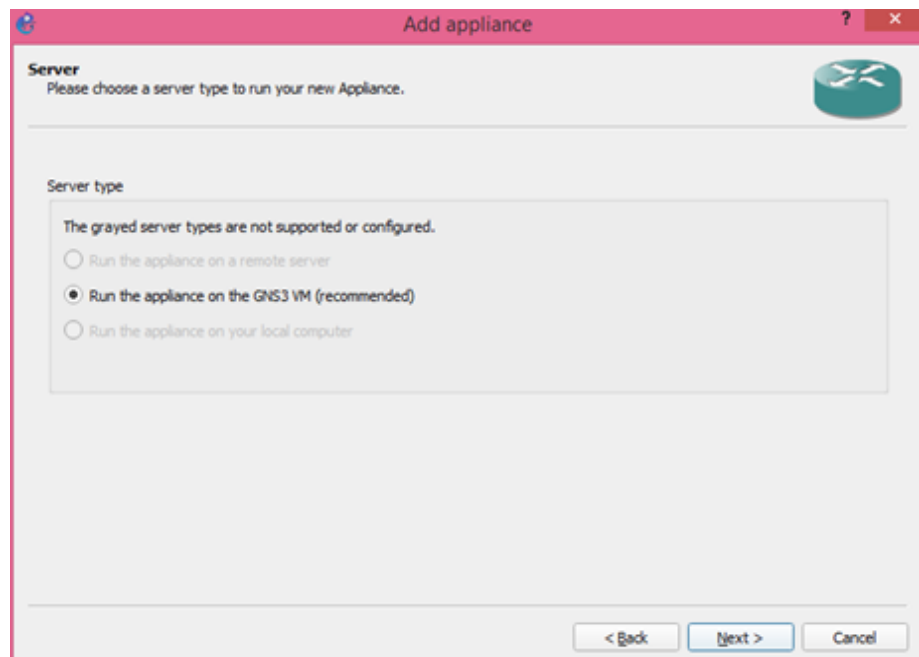 Add appliance
? ×
Server
Please choose a server type to run your new Appliance.
Server type
The grayed server types are not supported or configured.
Run the appliance on a remote server
Run the appliance on the GNS3 VM (recommended)
Run the appliance on your local computer
< Back Next > Cancel